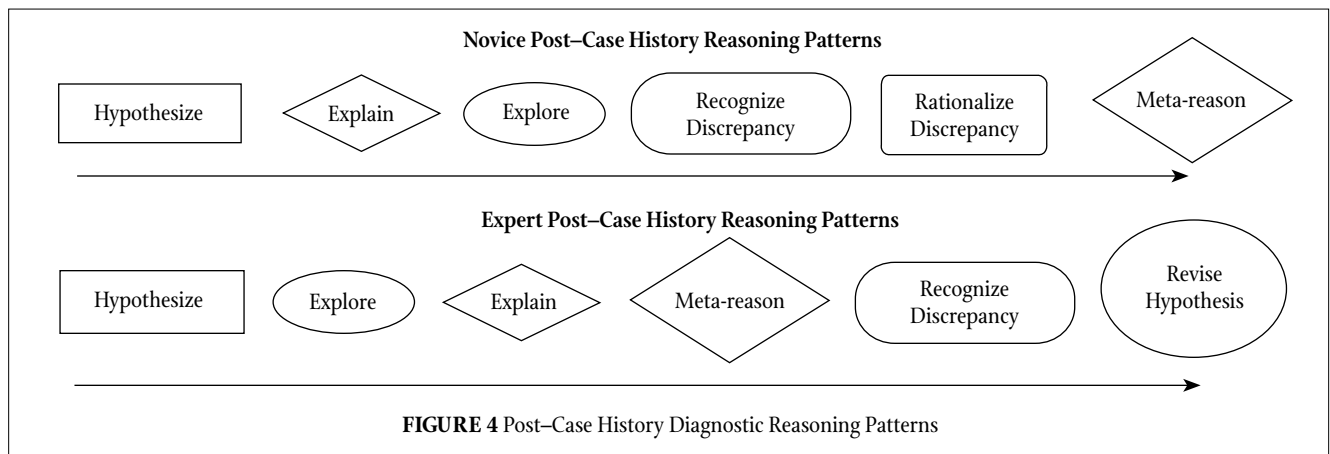 Novice Post–Case History Reasoning Patterns
Hypothesize
Explain
Explore
Recognize
Discrepancy
Rationalize
Discrepancy
Meta-reason
Expert Post–Case History Reasoning Patterns
Hypothesize
Explore
Explain
Meta-reason
Recognize
Discrepancy
Revise
Hypothesis
FIGURE 4 Post–Case History Diagnostic Reasoning Patterns